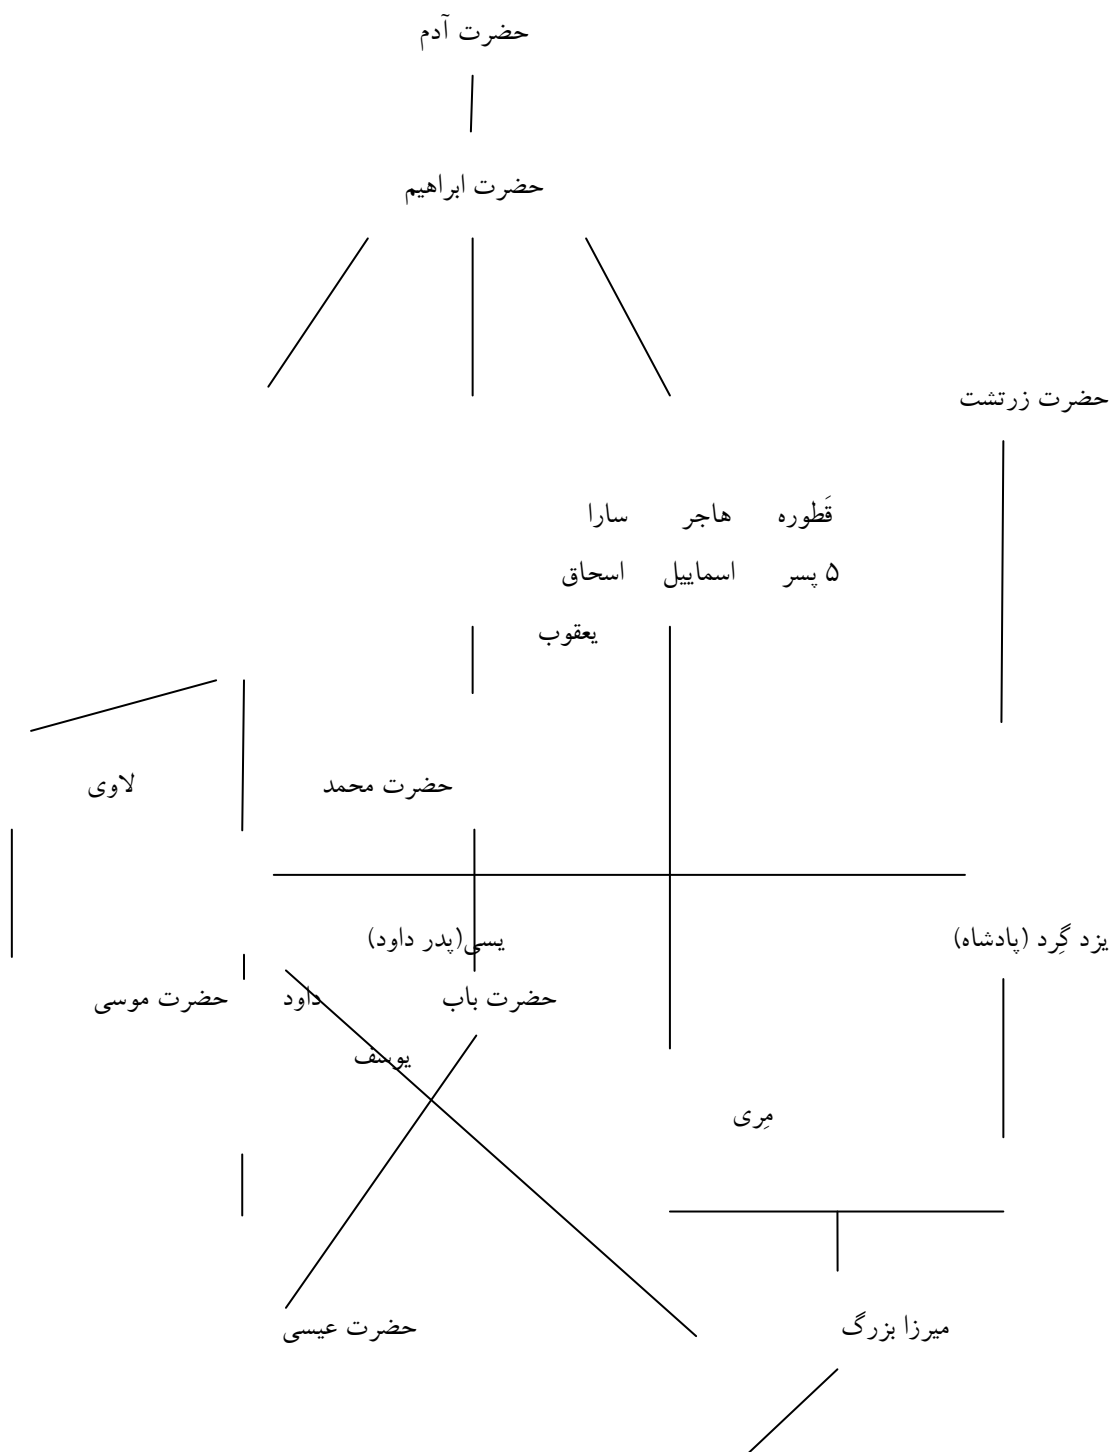 حضرت آدم
حضرت ابراهیم
حضرت زرتشت
قَطوره هاجر سارا
۵ پسر اسماییل اسحاق
یعقوب
حضرت محمد لاوی
یزد گِرد (پادشاه) یسی(پدر داود)
حضرت باب داود حضرت موسی
یوسف
مِری
میرزا بزرگ حضرت عیسی